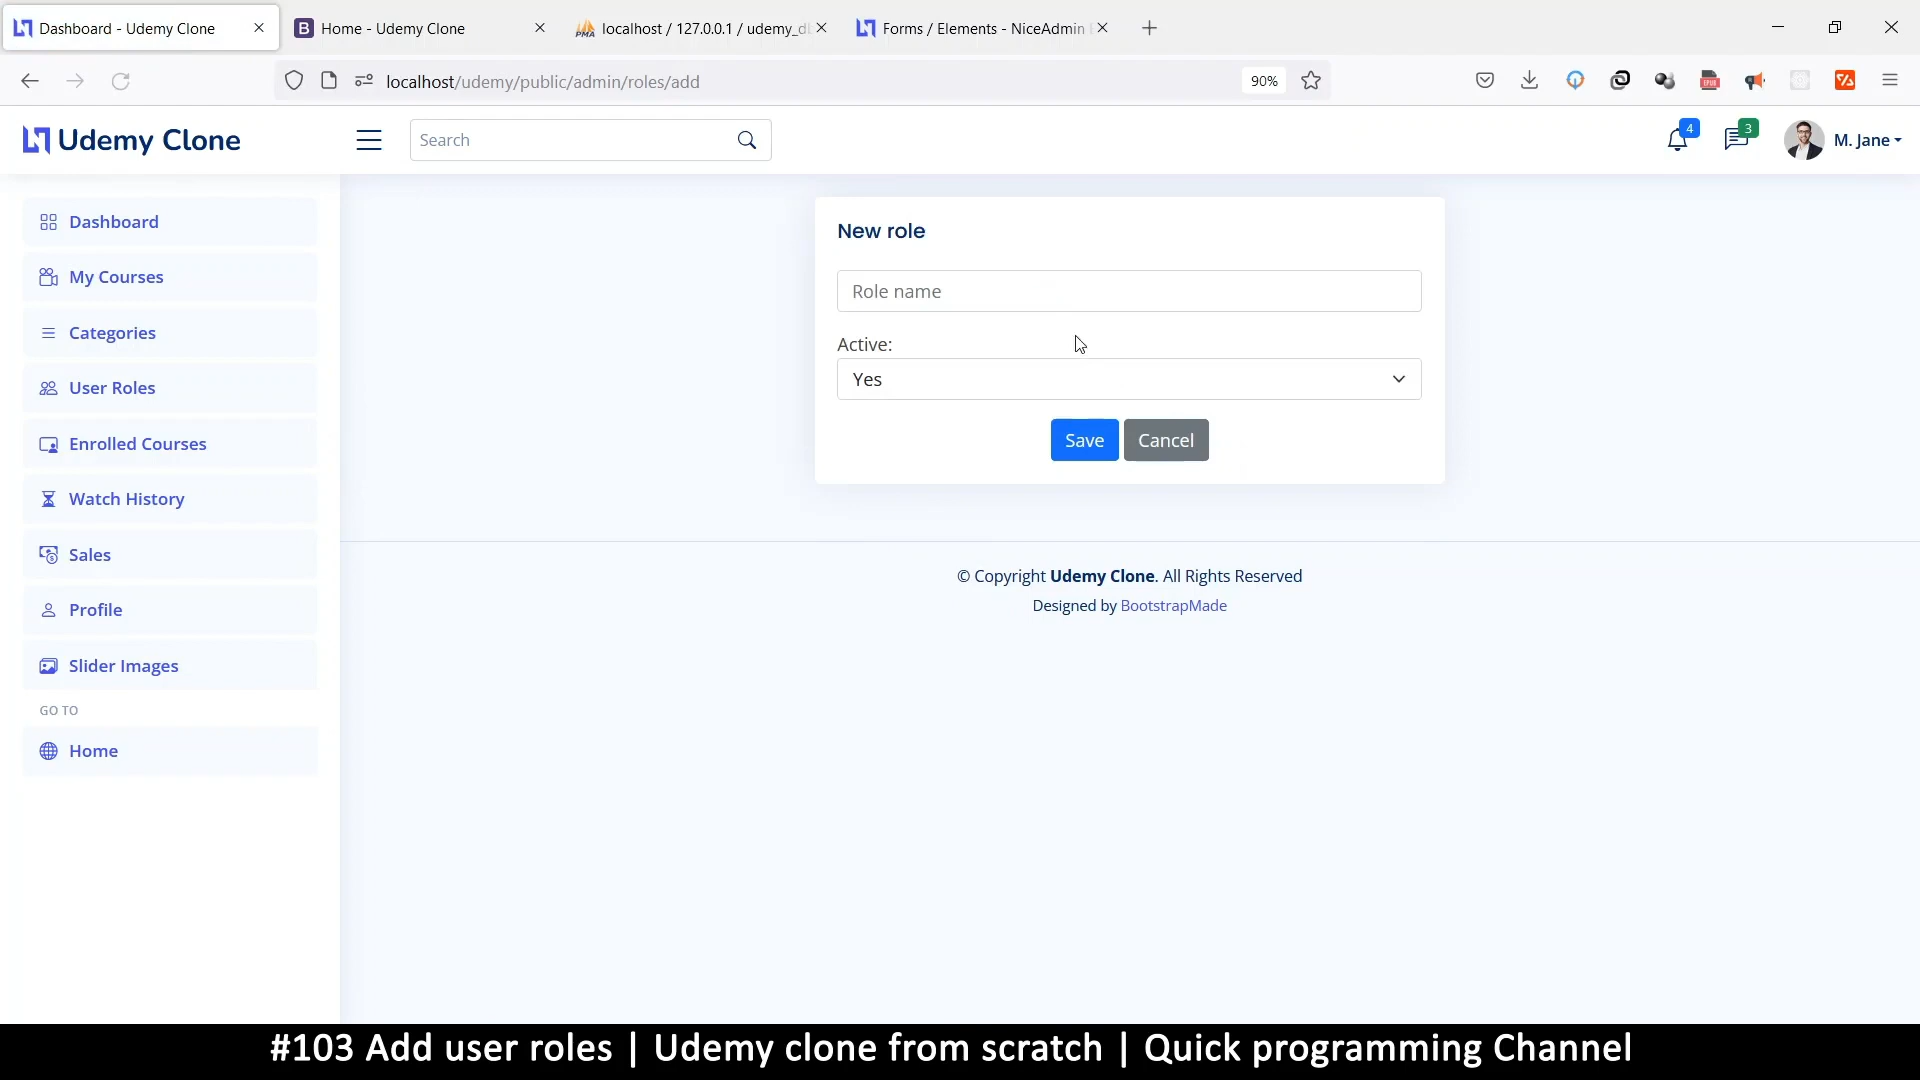 Dashboard - Udemy Clone
Home - Udemy Clone
localhost / 127.0.0.1 / udemy_d
Forms / Elements - NiceAdmin
localhost/udemy/public/admin/roles/add
90%
Udemy Clone
Search
4
3
M. Jane
Dashboard
My Courses
Categories
User Roles
Enrolled Courses
Watch History
Sales
Profile
Slider Images
GO TO
Home
New role
Role name
Active:
Yes
Save
Cancel
© Copyright Udemy Clone. All Rights Reserved
Designed by BootstrapMade
#103 Add user roles | Udemy clone from scratch | Quick programming Channel